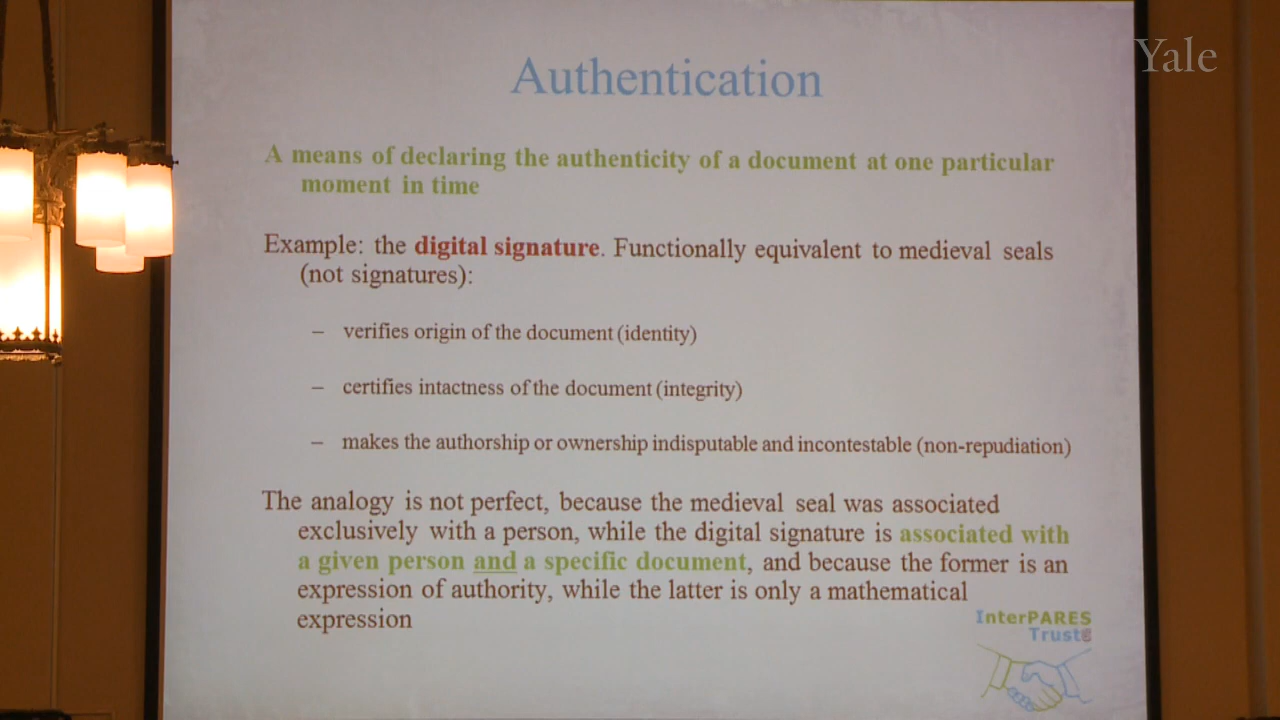 Yale
Authentication
A means of declaring the authenticity of a document at one particular
moment in time
Example: the digital signature. Functionally equivalent to medieval seals
(not signatures):
– verifies origin of the document (identity)
– certifies intactness of the document (integrity)
– makes the authorship or ownership indisputable and incontestable (non-repudiation)
The analogy is not perfect, because the medieval seal was associated
exclusively with a person, while the digital signature is associated with
a given person and a specific document, and because the former is an
expression of authority, while the latter is only a mathematical
expression
InterPARES
Trust